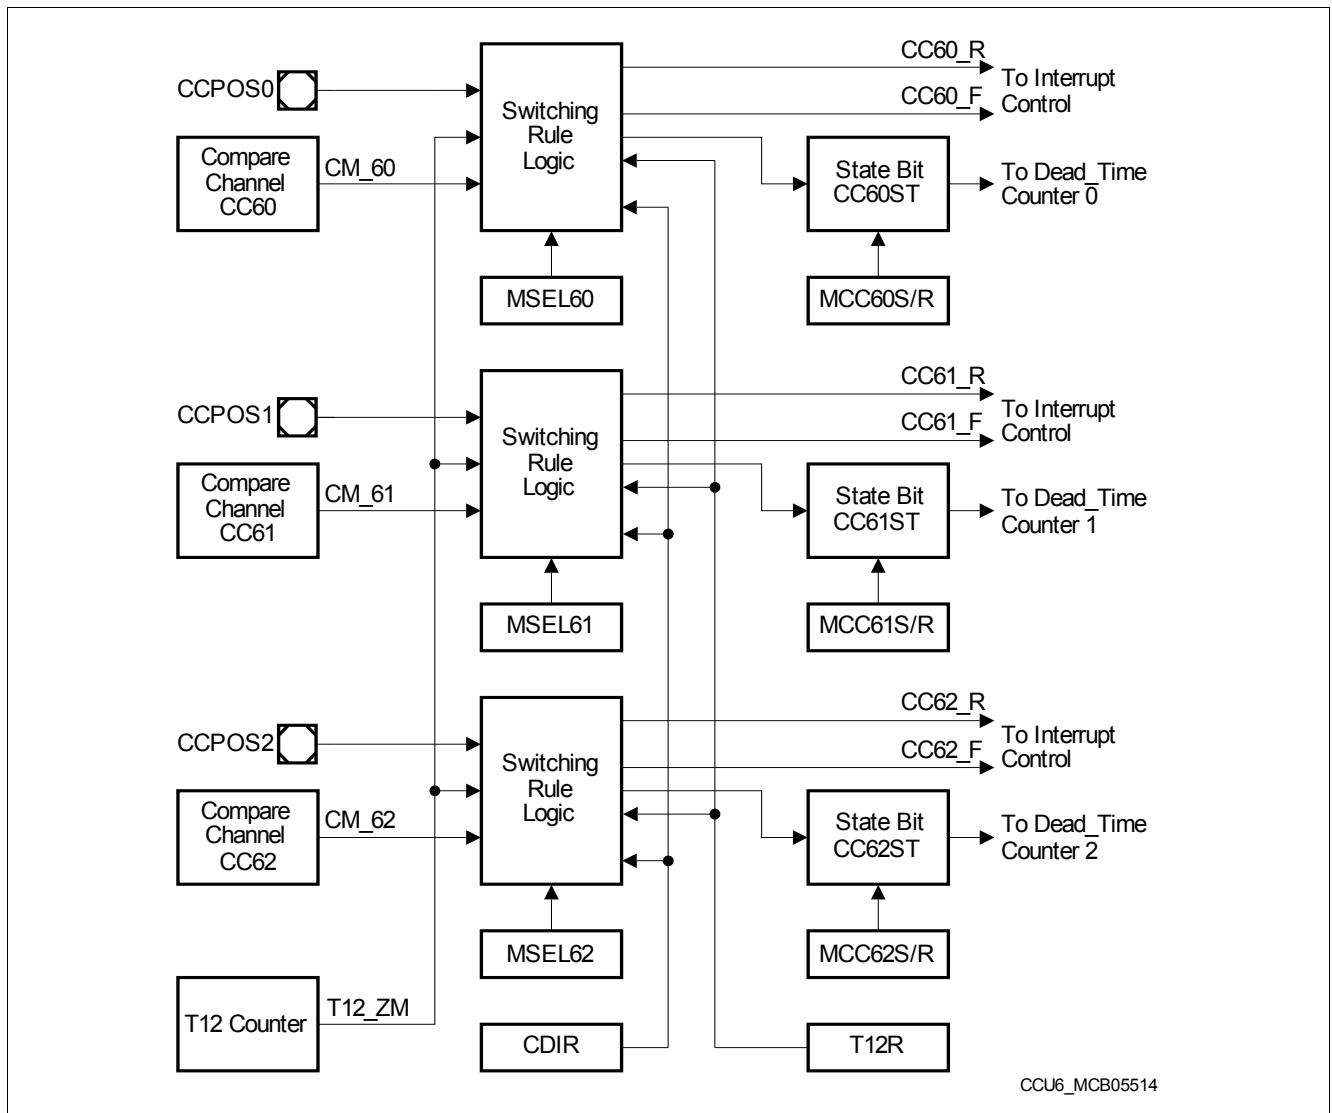 CCPOS0
Compare
Channel
CC60
CM_60
Switching
Rule
Logic
MSEL60
CC60_R
CC60_F
To Interrupt
Control
State Bit
CC60ST
To Dead_Time
Counter 0
MCC60S/R
CCPOS1
Compare
Channel
CC61
CM_61
Switching
Rule
Logic
MSEL61
CC61_R
CC61_F
To Interrupt
Control
State Bit
CC61ST
To Dead_Time
Counter 1
MCC61S/R
CCPOS2
Compare
Channel
CC62
CM_62
Switching
Rule
Logic
MSEL62
CC62_R
CC62_F
To Interrupt
Control
State Bit
CC62ST
To Dead_Time
Counter 2
MCC62S/R
T12 Counter
T12_ZM
CDIR
T12R
CCU6_MCB05514